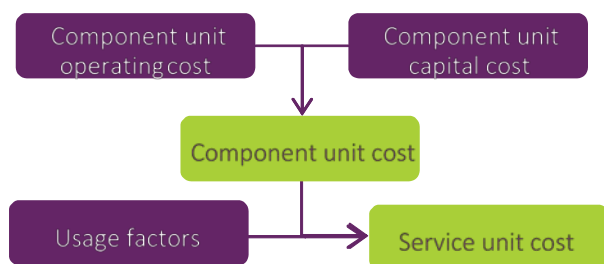 Component unit
operating cost
Component unit
capital cost
Component unit cost
Usage factors
Service unit cost